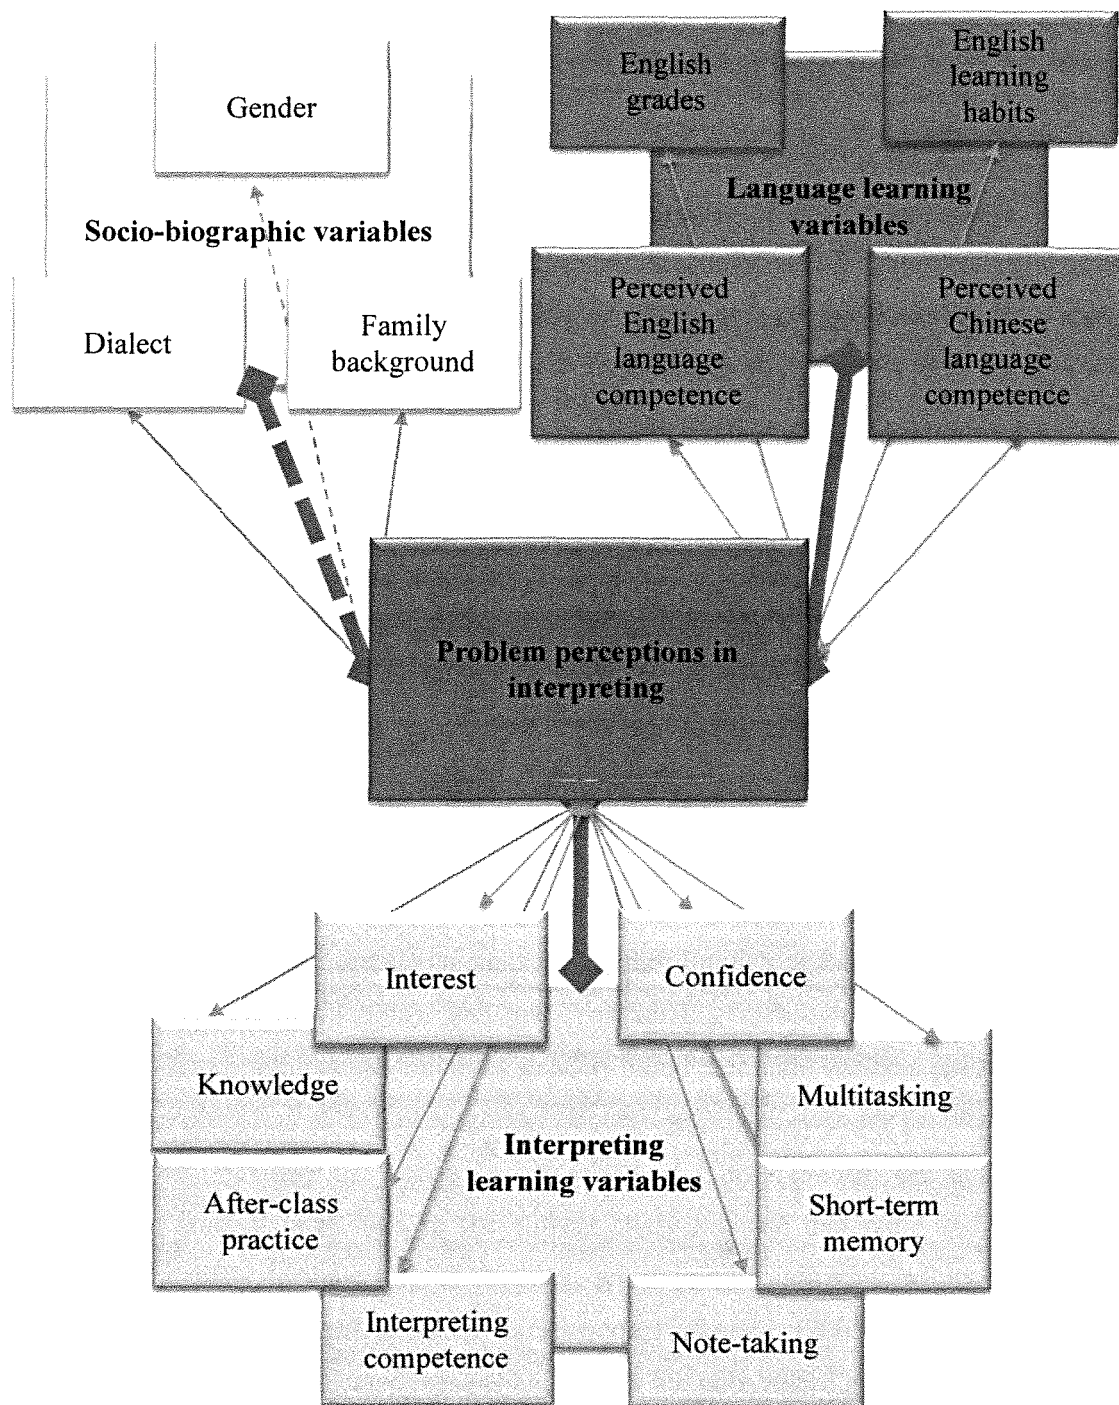 Gender
Socio-biographic variables
Dialect
Family
background
English
grades
English
learning
habits
Language learning
variables
Perceived
English
language
competence
Perceived
Chinese
language
competence
Problem perceptions in
interpreting
Interest
Confidence
Knowledge
Multitasking
Interpreting
learning variables
After-class
practice
Short-term
memory
Interpreting
competence
Note-taking